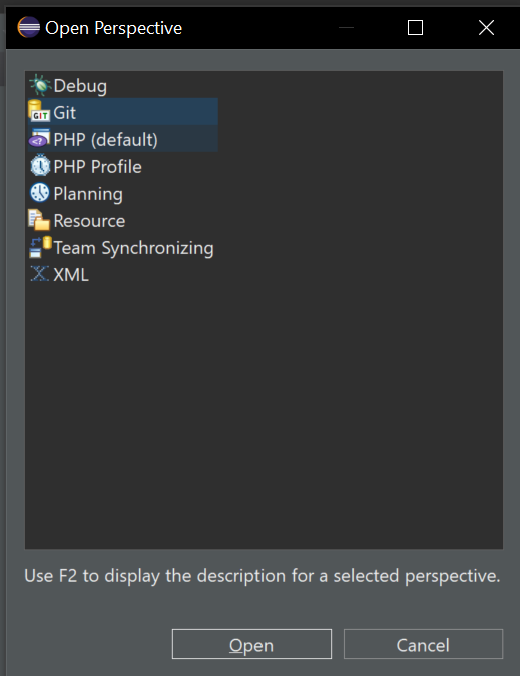 Open Perspective
Debug
GIT Git
PHP (default)
PHP Profile
Planning
Resource
Team Synchronizing
XML
Use F2 to display the description for a selected perspective.
Open Cancel